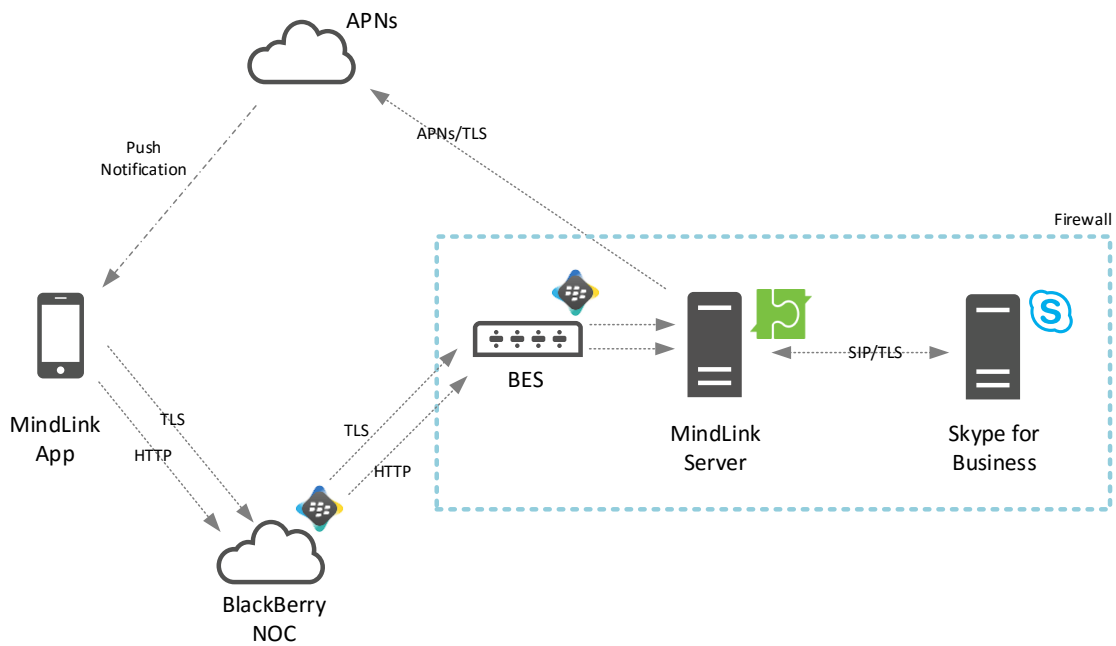 APNs
APNs/TLS
Push
Notification
Firewall
BES
SIP/TLS
MindLink
App
TLS
HTTP
TLS
HTTP
MindLink
Server
Skype for
Business
BlackBerry
NOC